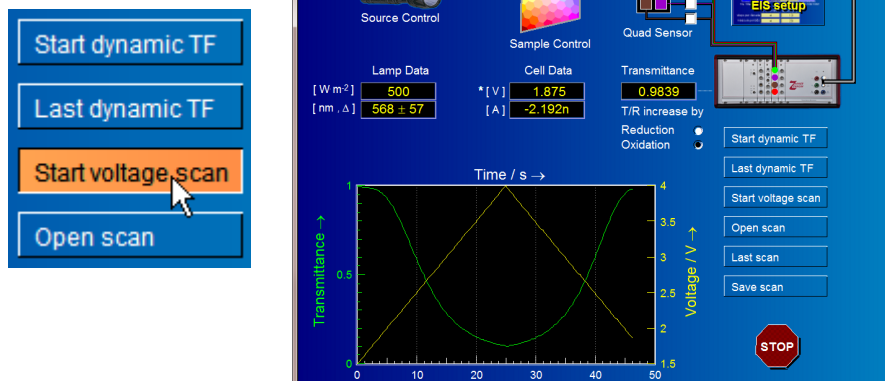 Start dynamic TF
Last dynamic TF
Start voltage scan
Open scan
Source Control
Sample Control
Quad Sensor
EIS setup
Lamp Data
[ W m-2 ] 500
[ nm , Δ ] 568 ± 57
Cell Data
* [ V ] 1.875
[ A ] -2.192n
Transmittance
0.9839
T/R increase by
Reduction
Oxidation
Start dynamic TF
Last dynamic TF
Start voltage scan
Open scan
Last scan
Save scan
STOP
Time / s →
Transmittance →
1
0.5
0
Voltage / V →
4
3.5
3
2.5
2
1.5
0 10 20 30 40 50